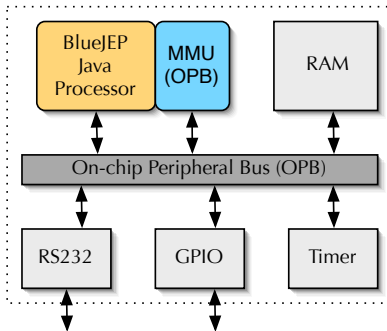 BlueJEP
Java
Processor
MMU
(OPB)
RAM
On-chip Peripheral Bus (OPB)
RS232
GPIO
Timer